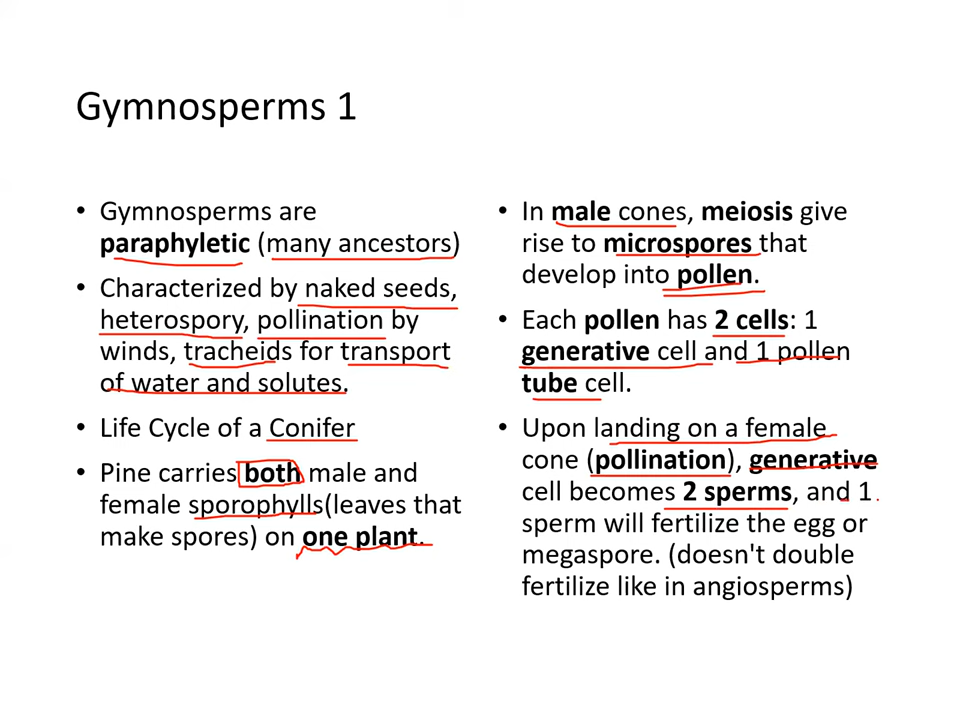 Gymnosperms 1
• Gymnosperms are
paraphyletic (many ancestors)
• Characterized by naked seeds,
heterospory, pollination by
winds, tracheids for transport
of water and solutes.
• Life Cycle of a Conifer
• Pine carries both male and
female sporophylls(leaves that
make spores) on one plant.
• In male cones, meiosis give
rise to microspores that
develop into pollen.
• Each pollen has 2 cells: 1
generative cell and 1 pollen
tube cell.
• Upon landing on a female
cone (pollination), generative
cell becomes 2 sperms, and 1
sperm will fertilize the egg or
megaspore. (doesn't double
fertilize like in angiosperms)